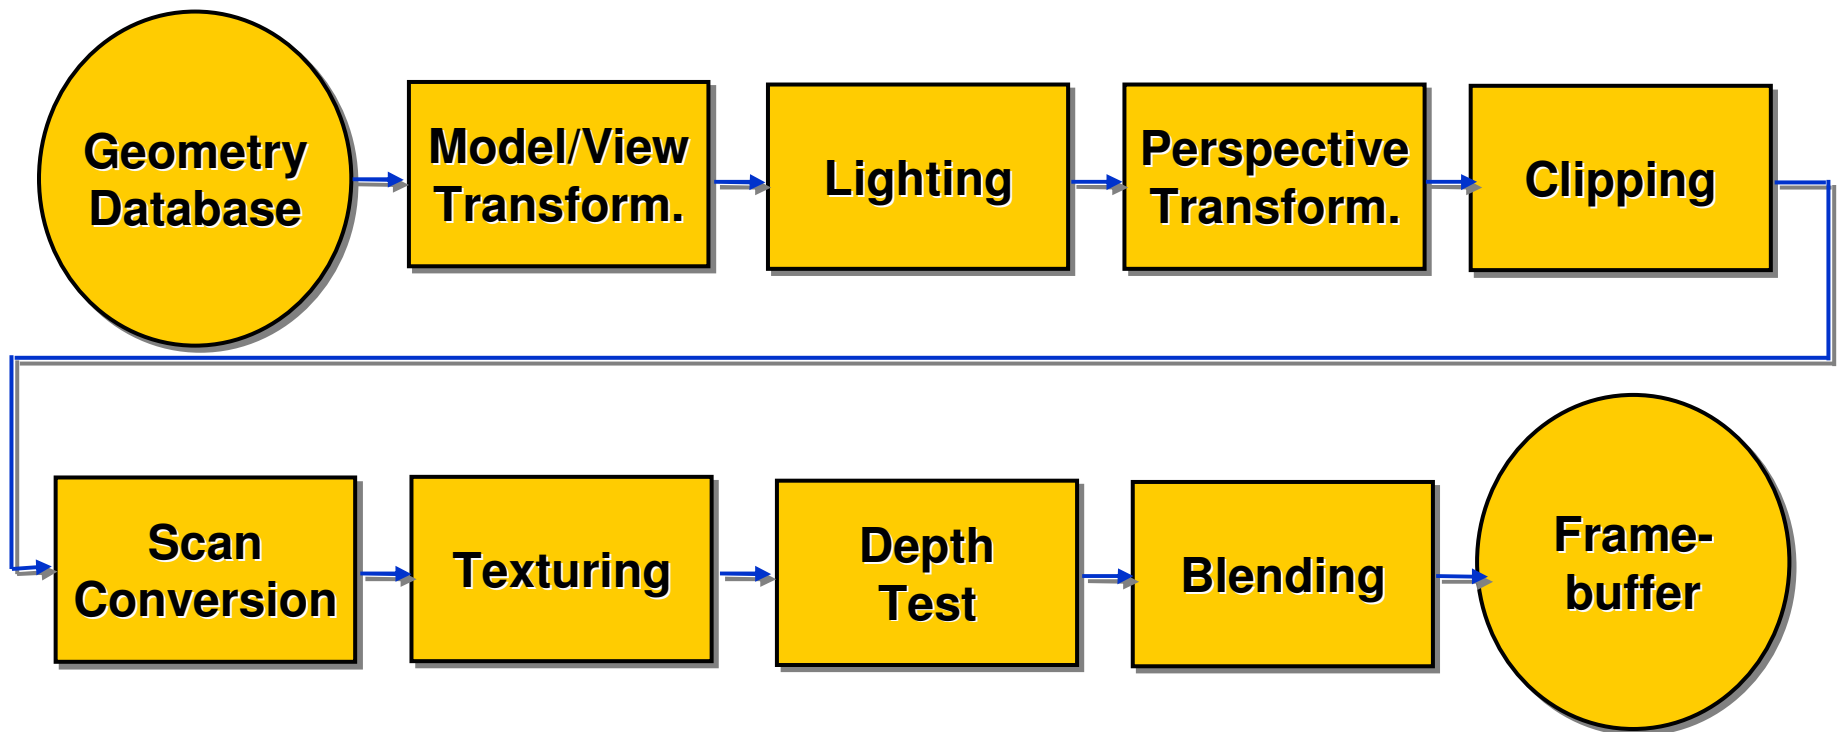 Geometry
Database
Model/View
Transform.
Lighting
Perspective
Transform.
Clipping
Scan
Conversion
Texturing
Depth
Test
Blending
Frame-
buffer